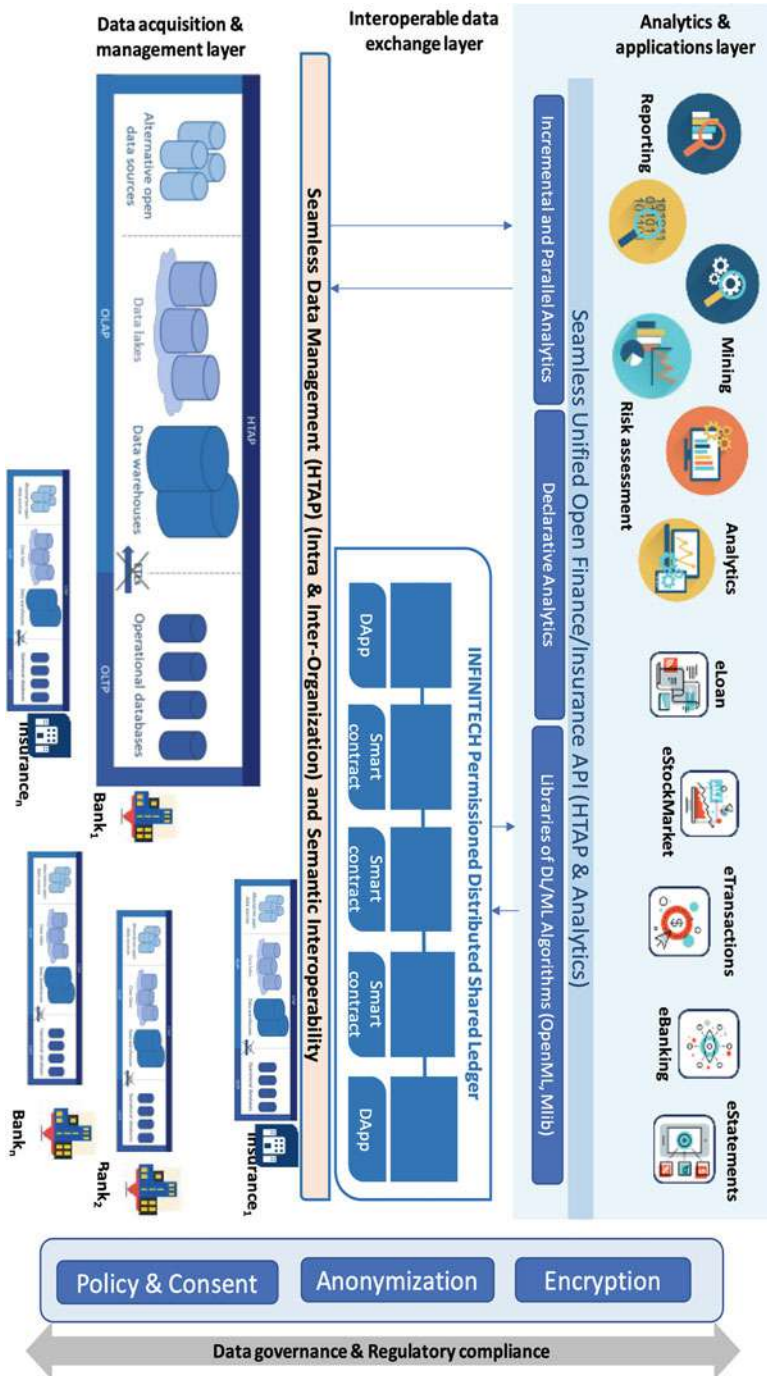 Data acquisition &
management layer
Interoperable data
exchange layer
Analytics &
applications layer
Reporting
Mining
Risk assessment
Analytics
eLoan
eStockMarket
eTransactions
eBanking
eStatements
Seamless Unified Open Finance/Insurance API (HTAP & Analytics)
Incremental and Parallel Analytics
Declarative Analytics
Libraries of DL/ML Algorithms (OpenML, Mlib)
INFINITECH Permissioned Distributed Shared Ledger
DApp
Smart
contract
Smart
contract
Smart
contract
DApp
Seamless Data Management (HTAP) (Intra & Inter-Organization) and Semantic Interoperability
HTAP
Alternative open
data sources
Data lakes
Data warehouses
Operational databases
OLAP
OLTP
Bank1
Insurancen
Insurance1
Bank2
Bankn
Policy & Consent
Anonymization
Encryption
Data governance & Regulatory compliance